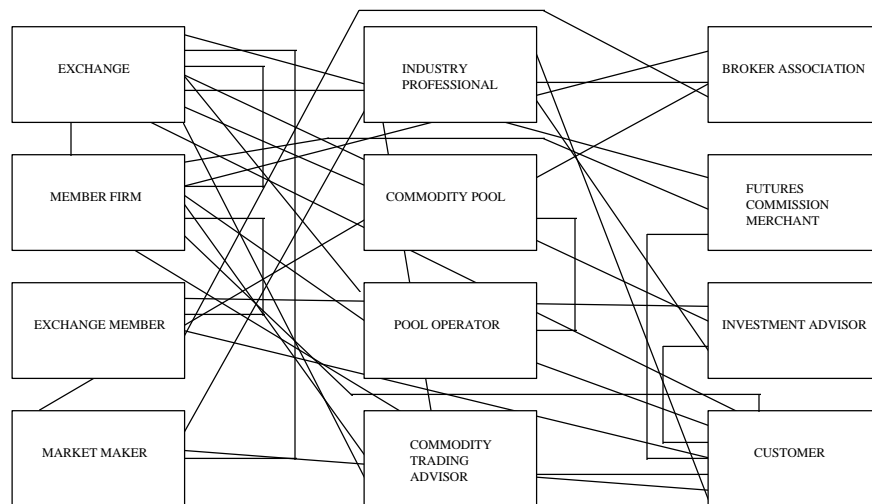 EXCHANGE
INDUSTRY
PROFESSIONAL
BROKER ASSOCIATION
MEMBER FIRM
COMMODITY POOL
FUTURES
COMMISSION
MERCHANT
EXCHANGE MEMBER
POOL OPERATOR
INVESTMENT ADVISOR
MARKET MAKER
COMMODITY
TRADING
ADVISOR
CUSTOMER